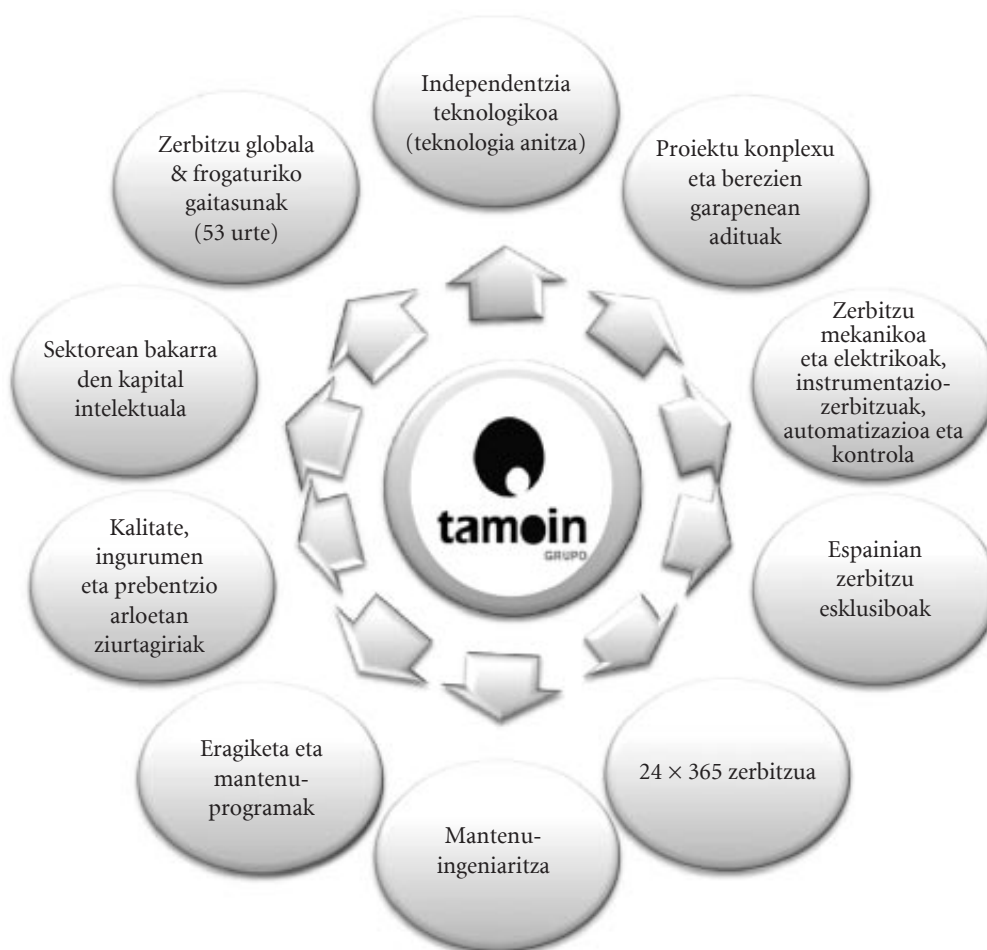 Independentzia
teknologikoa
(teknologia anitza)
Proiektu konplexu
eta berezien
garapenean
adituak
Zerbitzu
mekanikoa
eta elektrikoak,
instrumentazio-
zerbitzuak,
automatizazioa eta
kontrola
Espainian
zerbitzu
esklusiboak
24 × 365 zerbitzua
Mantenu-
ingeniaritza
Eragiketa eta
mantenu-
programak
Kalitate,
ingurumen
eta prebentzio
arloetan
ziurtagiriak
Sektorean bakarra
den kapital
intelektuala
Zerbitzu globala
& frogaturiko
gaitasunak
(53 urte)
tamoin
GRUPO